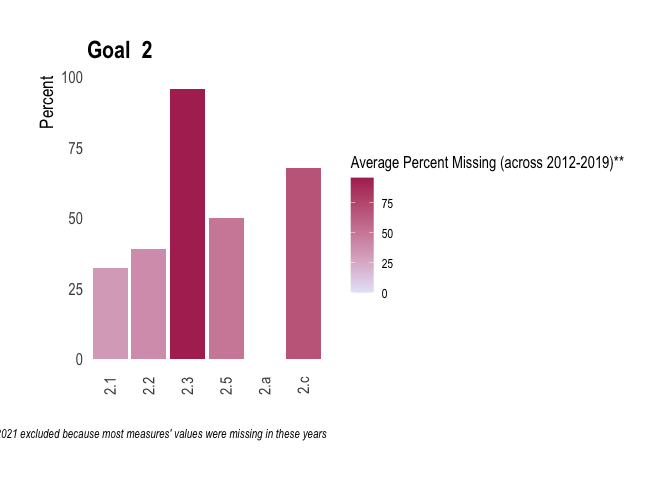 Goal 2
Percent
100
75
50
25
0
2.1
2.2
2.3
2.5
2.a
2.c
Average Percent Missing (across 2012-2019)**
75
50
25
0
2021 excluded because most measures' values were missing in these years